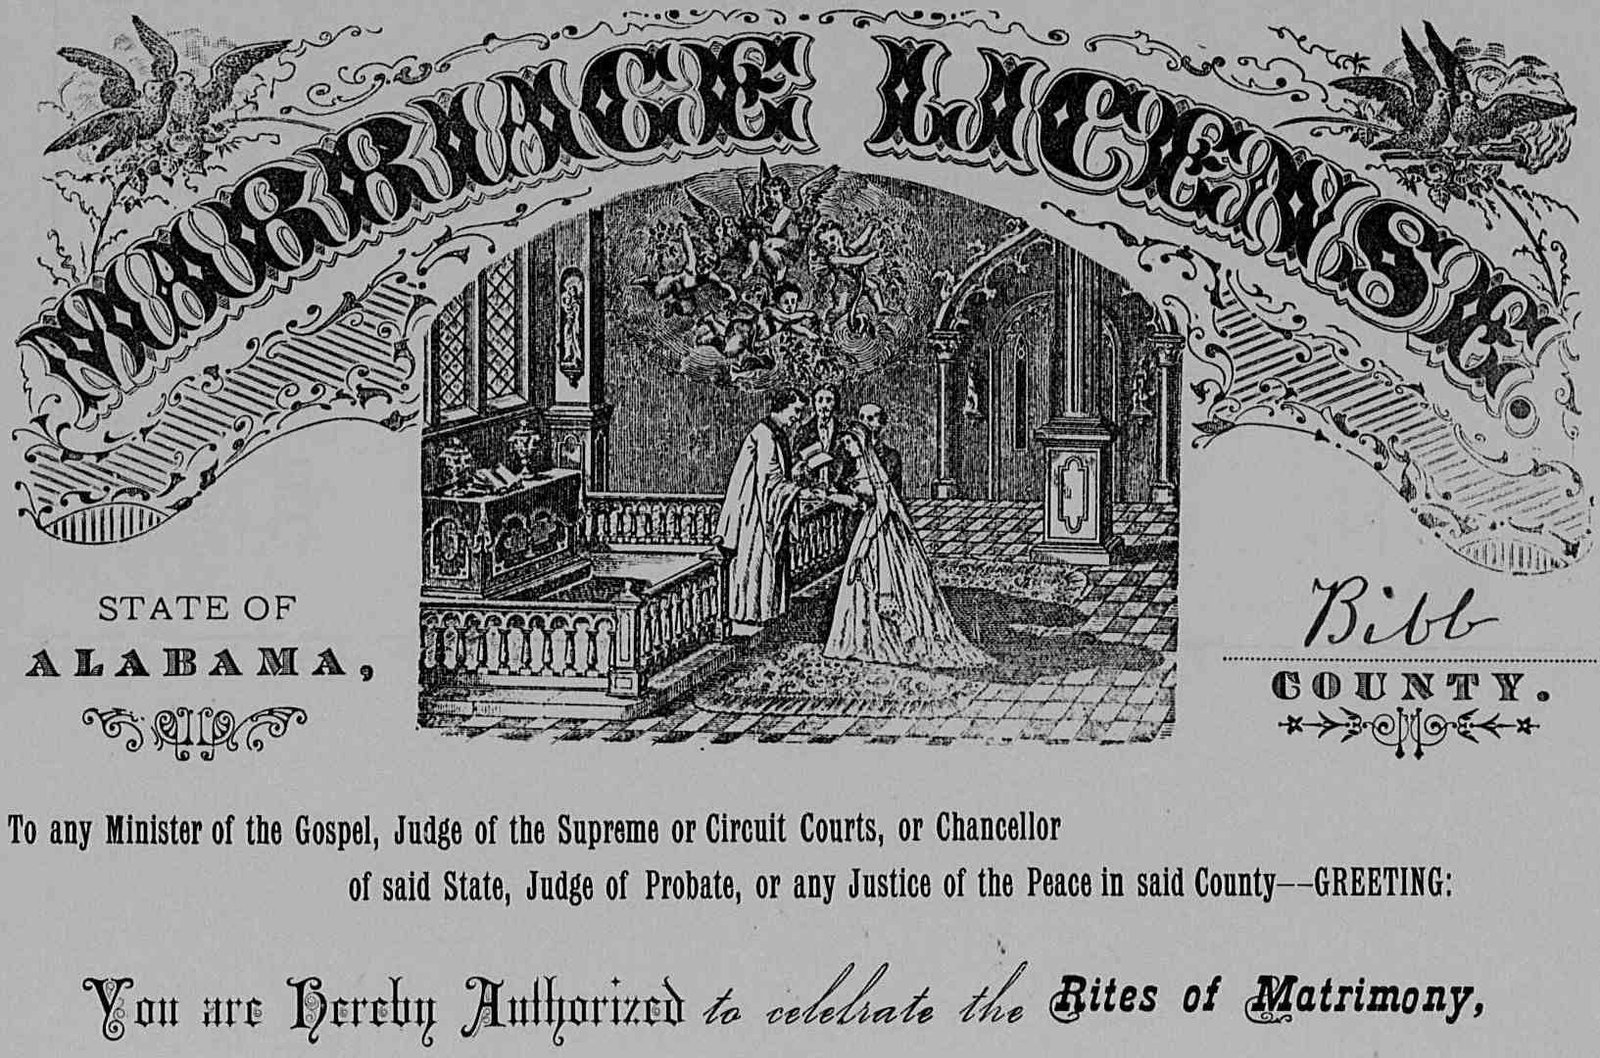 MARRIAGE LICENSE.
STATE OF
ALABAMA,
Bibb
COUNTY.
To any Minister of the Gospel, Judge of the Supreme or Circuit Courts, or Chancellor
of said State, Judge of Probate, or any Justice of the Peace in said County--GREETING:
You are Hereby Authorized to celebrate the Rites of Matrimony,